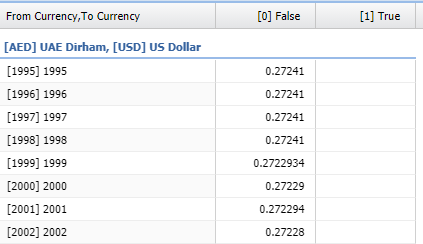 From Currency,To Currency [0] False [1] True
[AED] UAE Dirham, [USD] US Dollar
[1995] 1995 0.27241
[1996] 1996 0.27241
[1997] 1997 0.27241
[1998] 1998 0.27241
[1999] 1999 0.2722934
[2000] 2000 0.27229
[2001] 2001 0.272294
[2002] 2002 0.27228